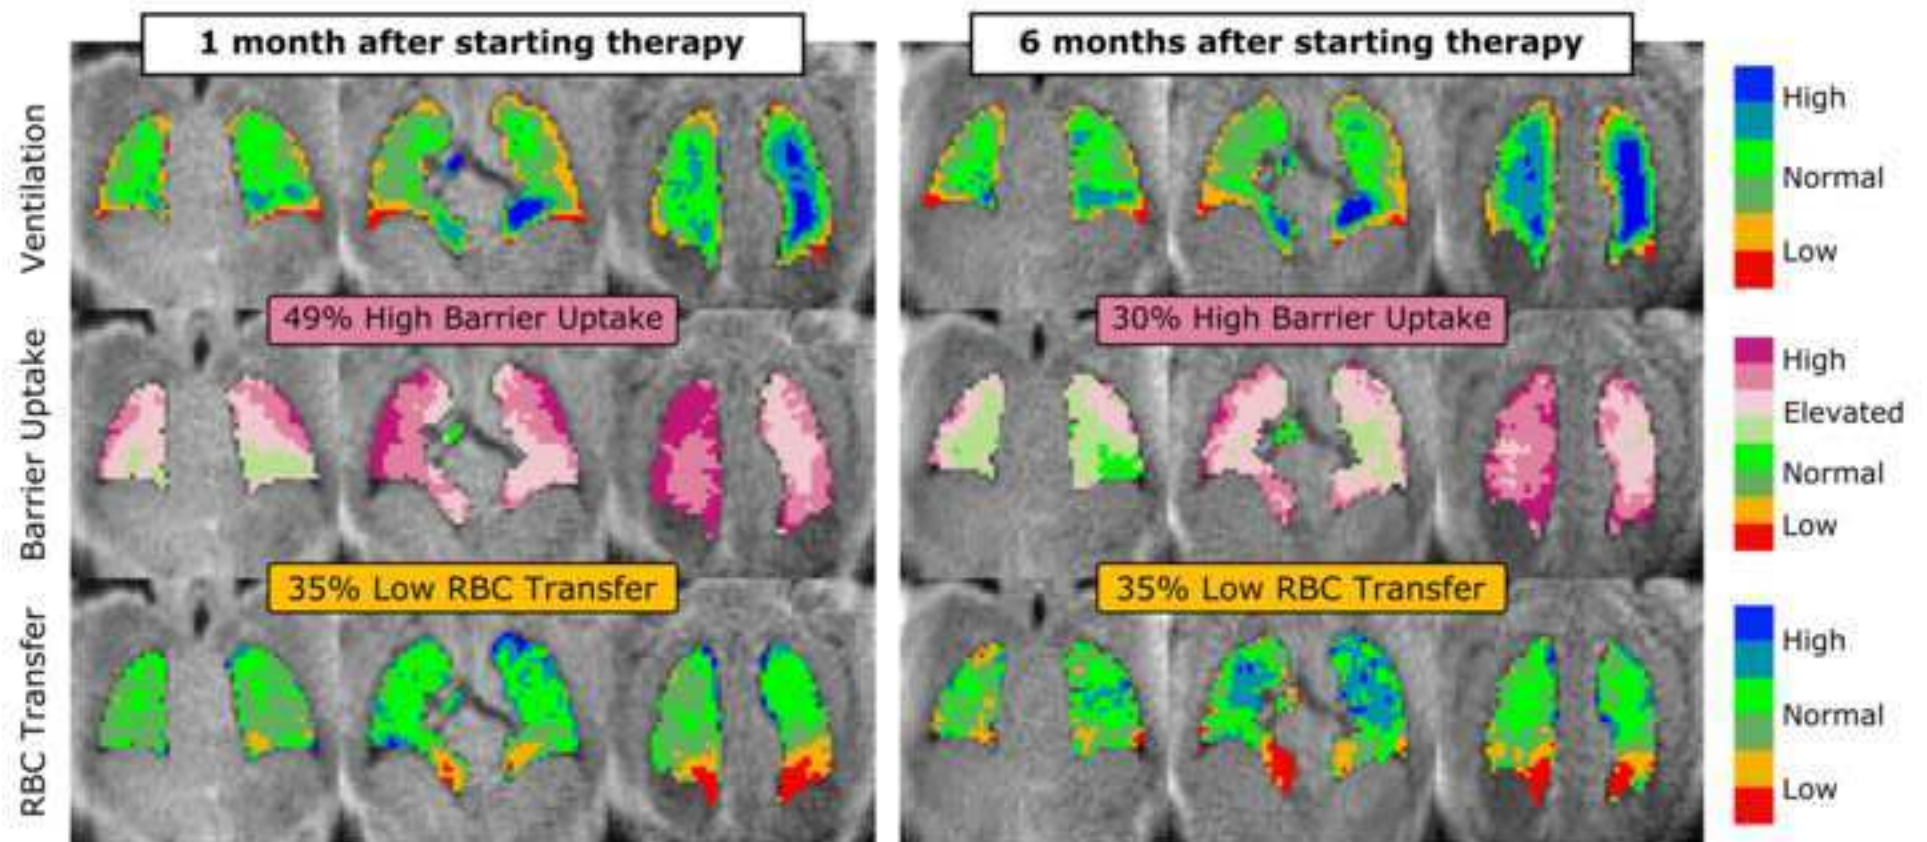 1 month after starting therapy
6 months after starting therapy
Ventilation
High
Normal
Low
49% High Barrier Uptake
30% High Barrier Uptake
Barrier Uptake
High
Elevated
Normal
Low
35% Low RBC Transfer
35% Low RBC Transfer
RBC Transfer
High
Normal
Low